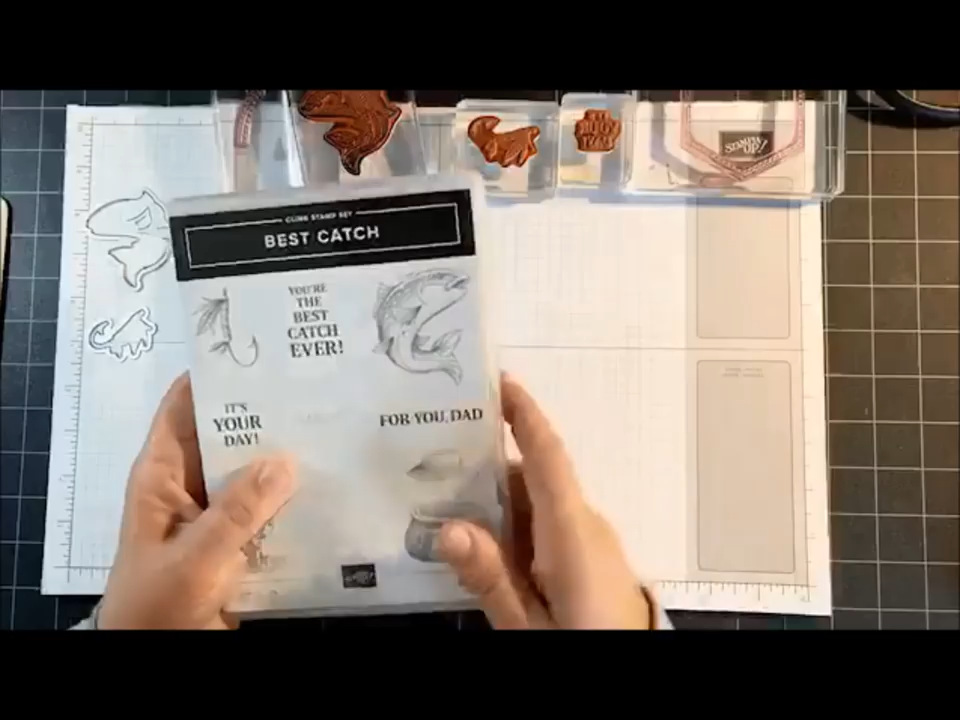 STAMPIN' UP!
CLING STAMP SET
BEST CATCH
YOU'RE
THE
BEST
CATCH
EVER!
IT'S
YOUR
DAY!
FOR YOU, DAD